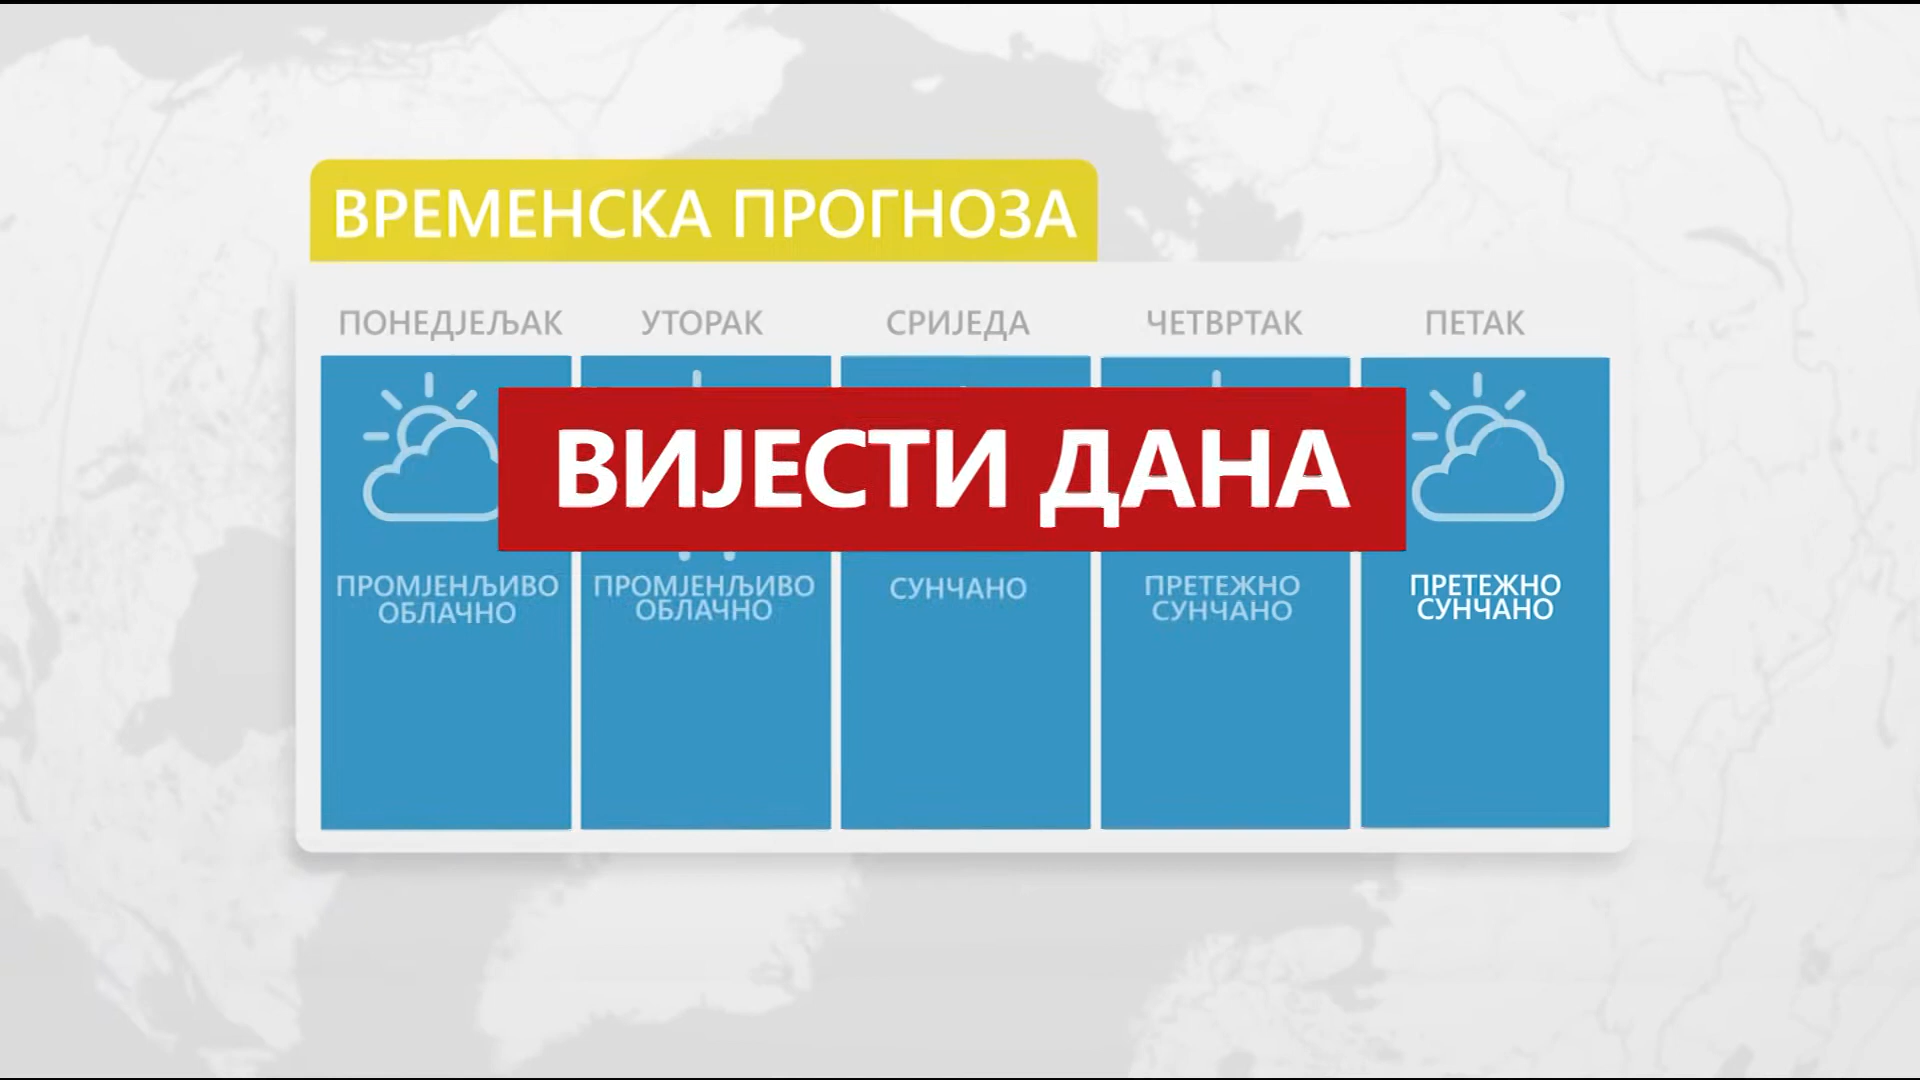 ВРЕМЕНСКА ПРОГНОЗА
ПОНЕДЈЕЉАК
УТОРАК
СРИЈЕДА
ЧЕТВРТАК
ПЕТАК
ВИЈЕСТИ ДАНА
ПРОМЈЕНЉИВО
ОБЛАЧНО
ПРОМЈЕНЉИВО
ОБЛАЧНО
СУНЧАНО
ПРЕТЕЖНО
СУНЧАНО
ПРЕТЕЖНО
СУНЧАНО